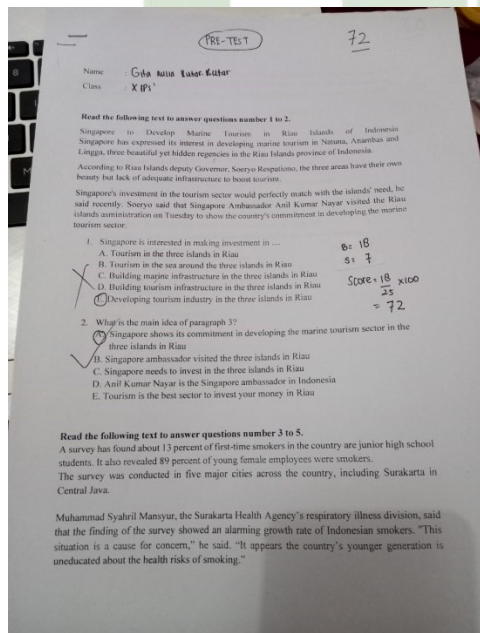 PRE-TEST
72
Name : Gita Aulia
Class : X IPS
Read the following text to answer questions number 1 to 2.
Singapore to Develop Marine Tourism in Riau Islands of Indonesia
Singapore has expressed its interest in developing marine tourism in Natuna, Anambas and
Lingga, three beautiful yet hidden regencies in the Riau Islands province of Indonesia.
According to Riau Islands deputy Governor, Soeryo Respationo, the three areas have their own
beauty but lack of adequate infrastructure to boost tourism.
Singapore's investment in the tourism sector would perfectly match with the islands' need, he
said recently. Soeryo said that Singapore Ambassador Anil Kumar Nayar visited the Riau
islands asministration on Tuesday to show the country's commitment in developing the marine
tourism sector.
1. Singapore is interested in making investment in ...
A. Tourism in the three islands in Riau
B. Tourism in the sea around the three islands in Riau
C. Building marine infrastructure in the three islands in Riau
D. Building tourism infrastructure in the three islands in Riau
E. Developing tourism industry in the three islands in Riau
B= 18
S= 7
Score = 18/25 x100
= 72
2. What is the main idea of paragraph 3?
A. Singapore shows its commitment in developing the marine tourism sector in the
three islands in Riau
B. Singapore ambassador visited the three islands in Riau
C. Singapore needs to invest in the three islands in Riau
D. Anil Kumar Nayar is the Singapore ambassador in Indonesia
E. Tourism is the best sector to invest your money in Riau
Read the following text to answer questions number 3 to 5.
A survey has found about 13 percent of first-time smokers in the country are junior high school
students. It also revealed 89 percent of young female employees were smokers.
The survey was conducted in five major cities across the country, including Surakarta in
Central Java.
Muhammad Syahril Mansyur, the Surakarta Health Agency's respiratory illness division, said
that the finding of the survey showed an alarming growth rate of Indonesian smokers. "This
situation is a cause for concern," he said. "It appears the country's younger generation is
uneducated about the health risks of smoking."